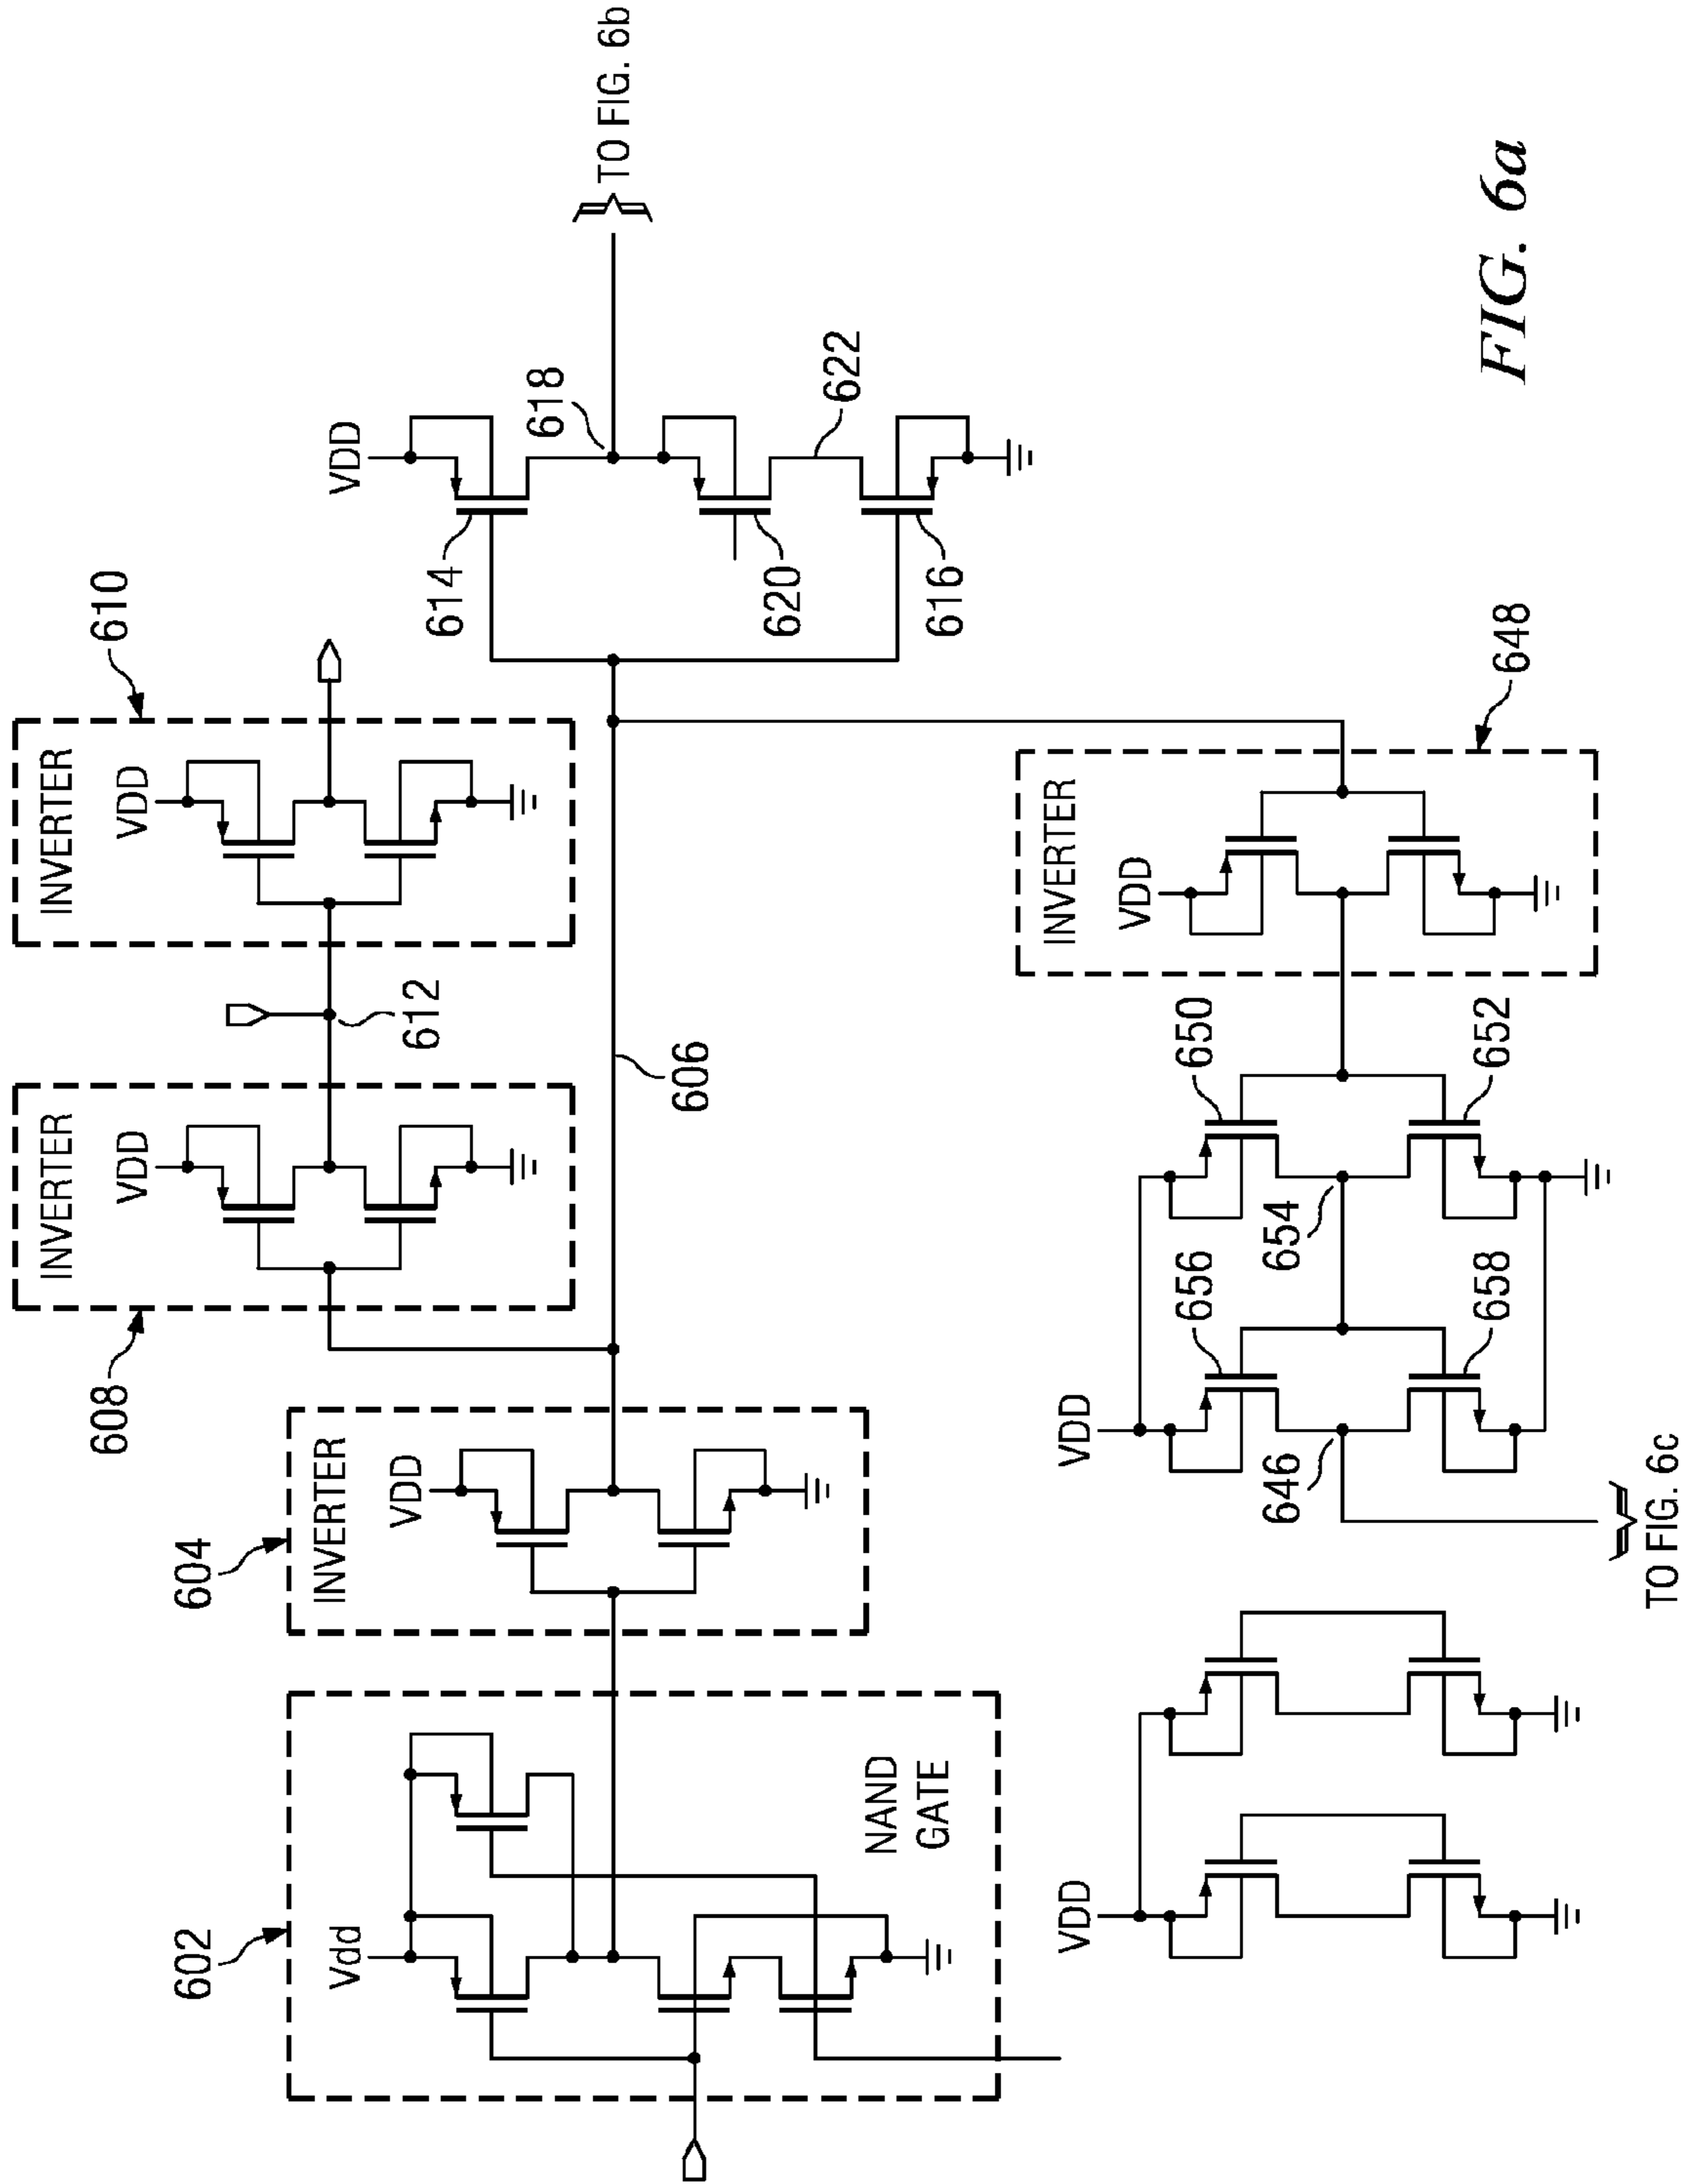 602
Vdd
NAND
GATE
604
INVERTER
VDD
608
INVERTER
VDD
612
606
610
INVERTER
VDD
VDD
614
618
TO FIG. 6b
620
622
616
648
INVERTER
VDD
650
652
654
656
658
VDD
646
TO FIG. 6c
VDD
FIG. 6a